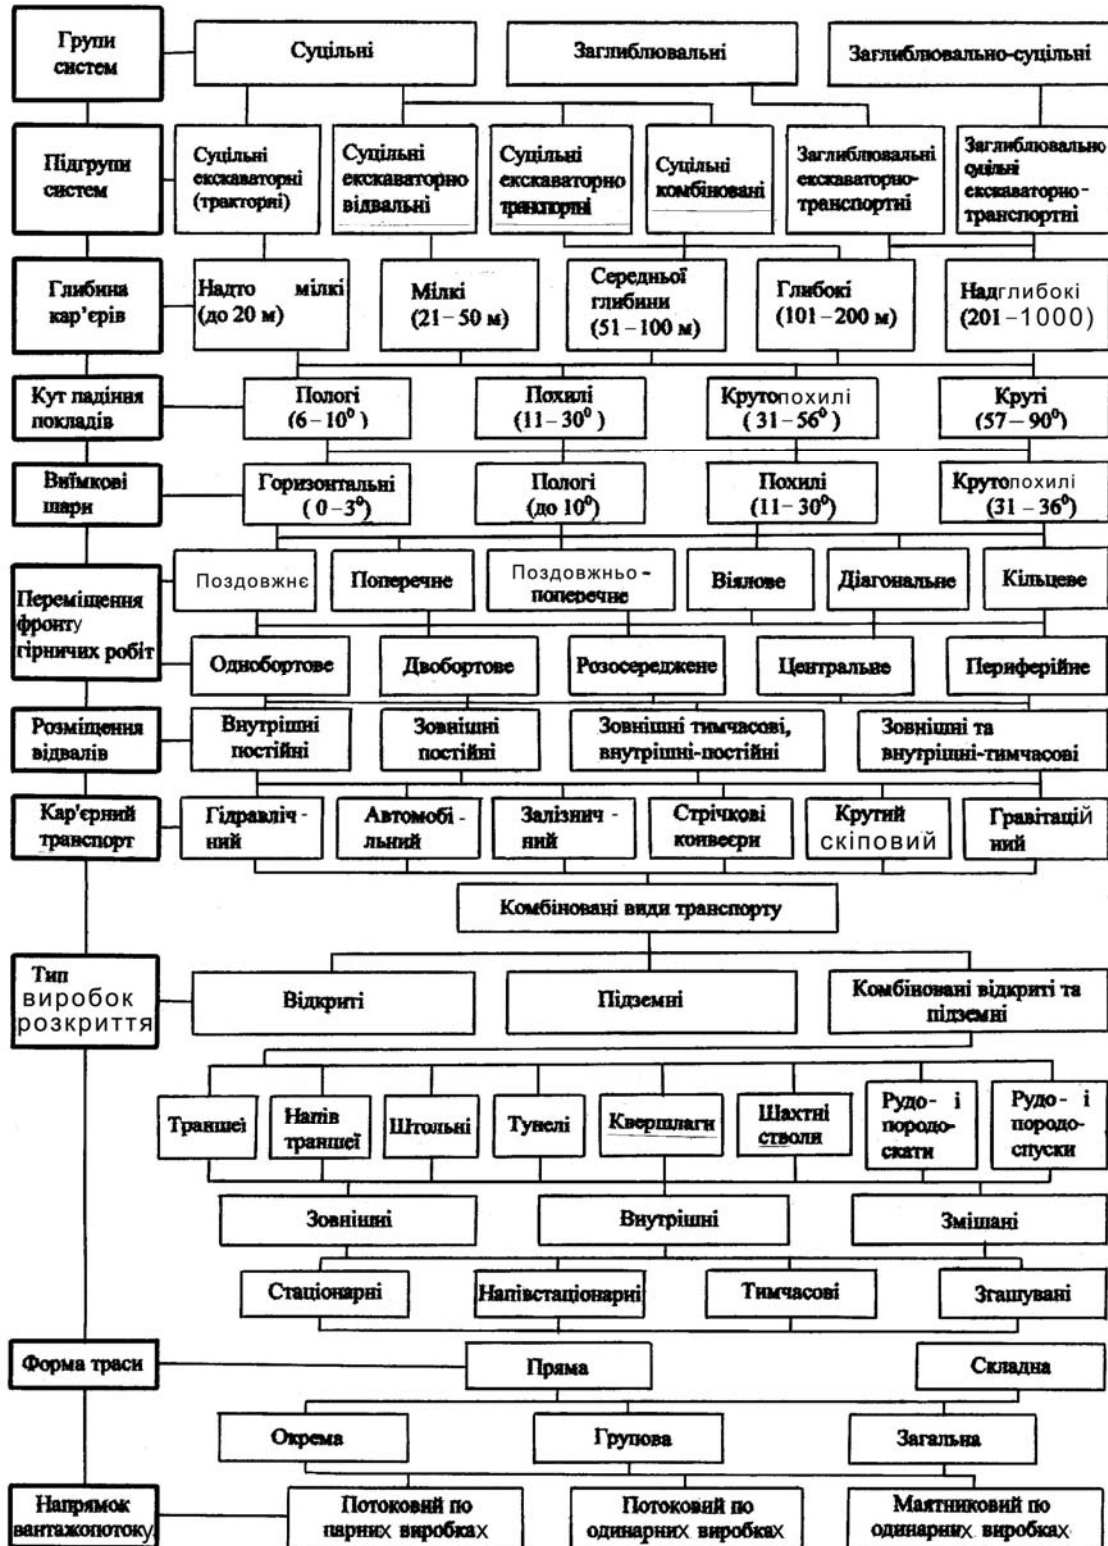 Групи
систем
Суцільні
Заглиблювальні
Заглиблювально-суцільні
Підгрупи
систем
Суцільні
екскаваторні
(тракторні)
Суцільні
екскаваторно
відвальні
Суцільні
екскаваторно
транспортні
Суцільні
комбіновані
Заглиблювальні
екскаваторно-
транспортні
Заглиблювально
суцільні
екскаваторно-
транспортні
Глибина
кар'єрів
Надто мілкі
(до 20 м)
Мілкі
(21–50 м)
Середньої
глибини
(51–100 м)
Глибокі
(101–200 м)
Надглибокі
(201–1000)
Кут падіння
покладів
Пологі
(6–10⁰)
Похилі
(11–30⁰)
Крутопохилі
(31–56⁰)
Круті
(57–90⁰)
Виїмкові
шари
Горизонтальні
(0–3⁰)
Пологі
(до 10⁰)
Похилі
(11–30⁰)
Крутопохилі
(31–36⁰)
Переміщення
фронту
гірничих робіт
Поздовжнє
Поперечне
Поздовжньо-
поперечне
Віялове
Діагональне
Кільцеве
Однобортове
Двобортове
Розосереджене
Центральне
Периферійне
Розміщення
відвалів
Внутрішні
постійні
Зовнішні
постійні
Зовнішні тимчасові,
внутрішні-постійні
Зовнішні та
внутрішні-тимчасові
Кар'єрний
транспорт
Гідравліч-
ний
Автомобі-
льний
Залізнич-
ний
Стрічкові
конвеєри
Крутий
скіповий
Гравітацій
ний
Комбіновані види транспорту
Тип
виробок
розкриття
Відкриті
Підземні
Комбіновані відкриті та
підземні
Траншеї
Напів
траншеї
Штольні
Тунелі
Квершлаги
Шахтні
стволи
Рудо- і
породо-
скати
Рудо- і
породо-
спуски
Зовнішні
Внутрішні
Змішані
Стаціонарні
Напівстаціонарні
Тимчасові
Згашувані
Форма траси
Пряма
Складна
Окрема
Групова
Загальна
Напрямок
вантажопотоку
Потоковий по
парних виробках
Потоковий по
одинарних виробках
Маятниковий по
одинарних виробках